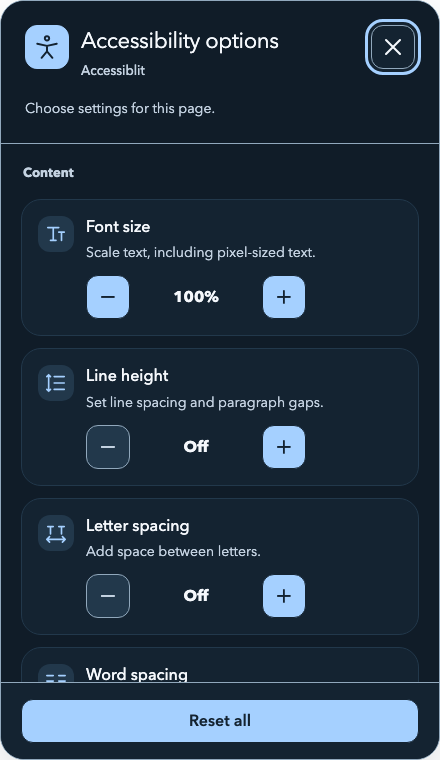 Accessibility options
Accessiblit
Choose settings for this page.
Content
Font size
Scale text, including pixel-sized text.
100%
Line height
Set line spacing and paragraph gaps.
Off
Letter spacing
Add space between letters.
Off
Word spacing
Reset all